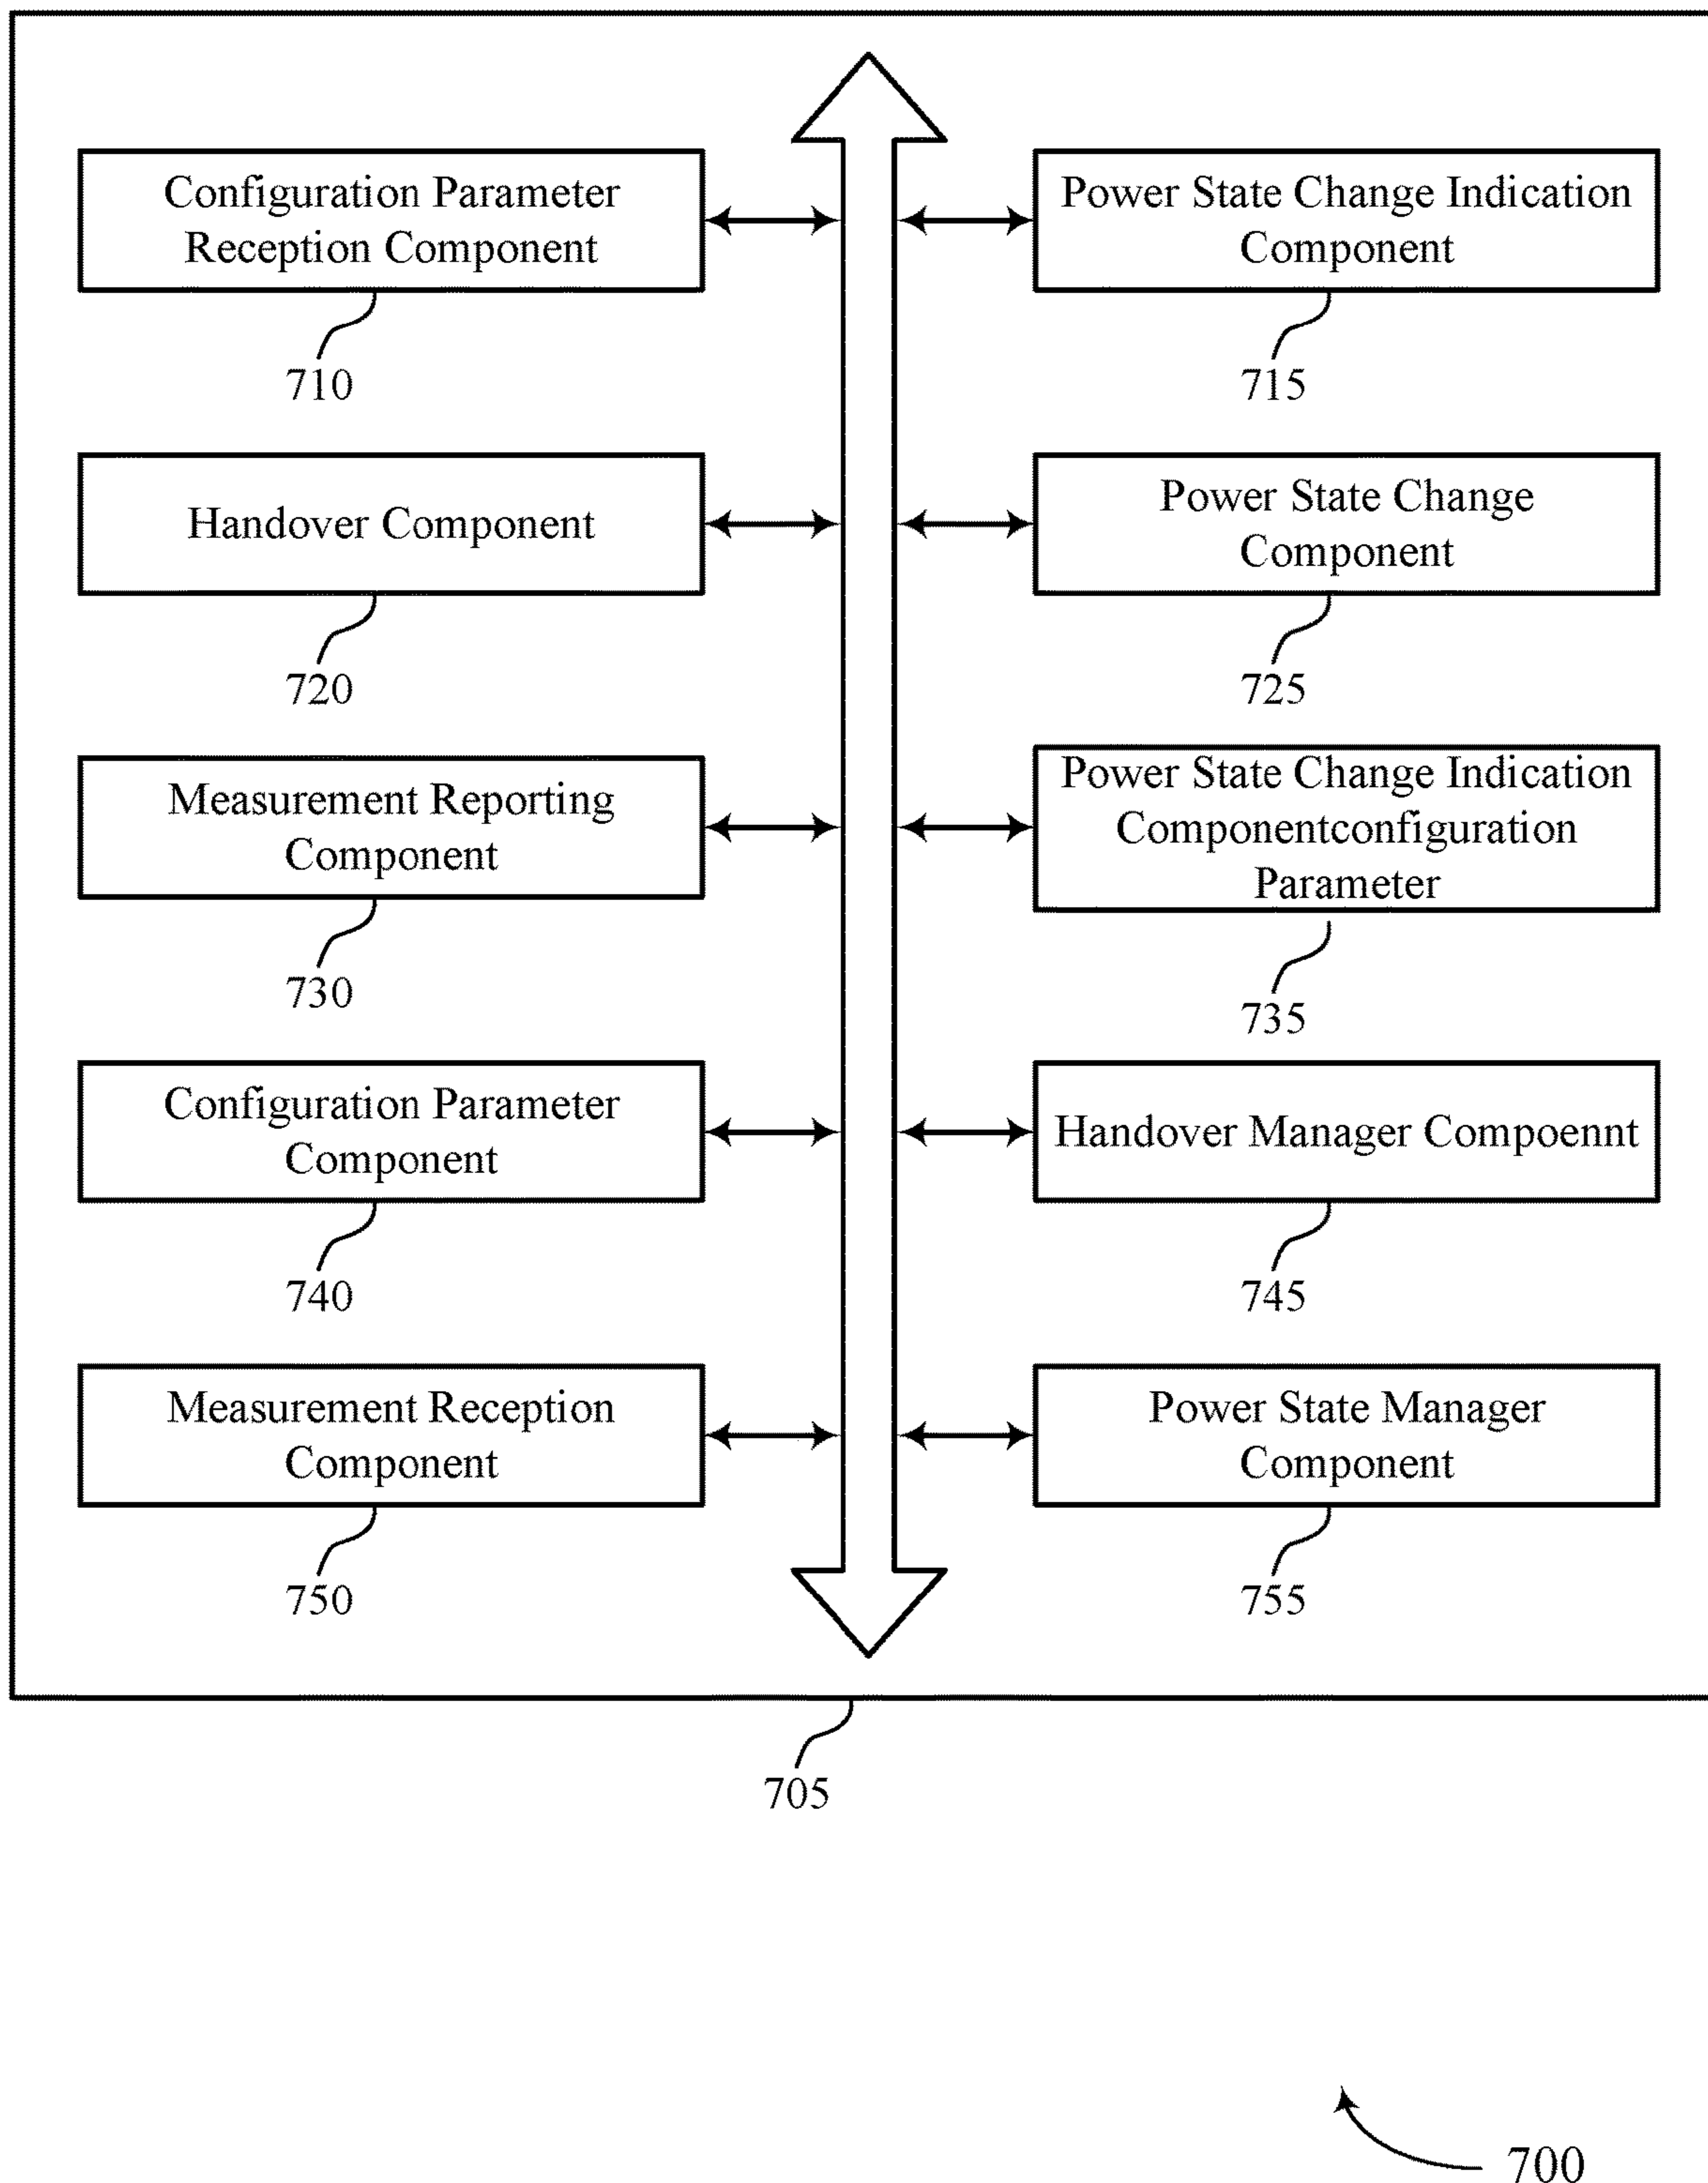 Configuration Parameter
Reception Component
710
Power State Change Indication
Component
715
Handover Component
720
Power State Change
Component
725
Measurement Reporting
Component
730
Power State Change Indication
Componentconfiguration
Parameter
735
Configuration Parameter
Component
740
Handover Manager Compoennt
745
Measurement Reception
Component
750
Power State Manager
Component
755
705
700